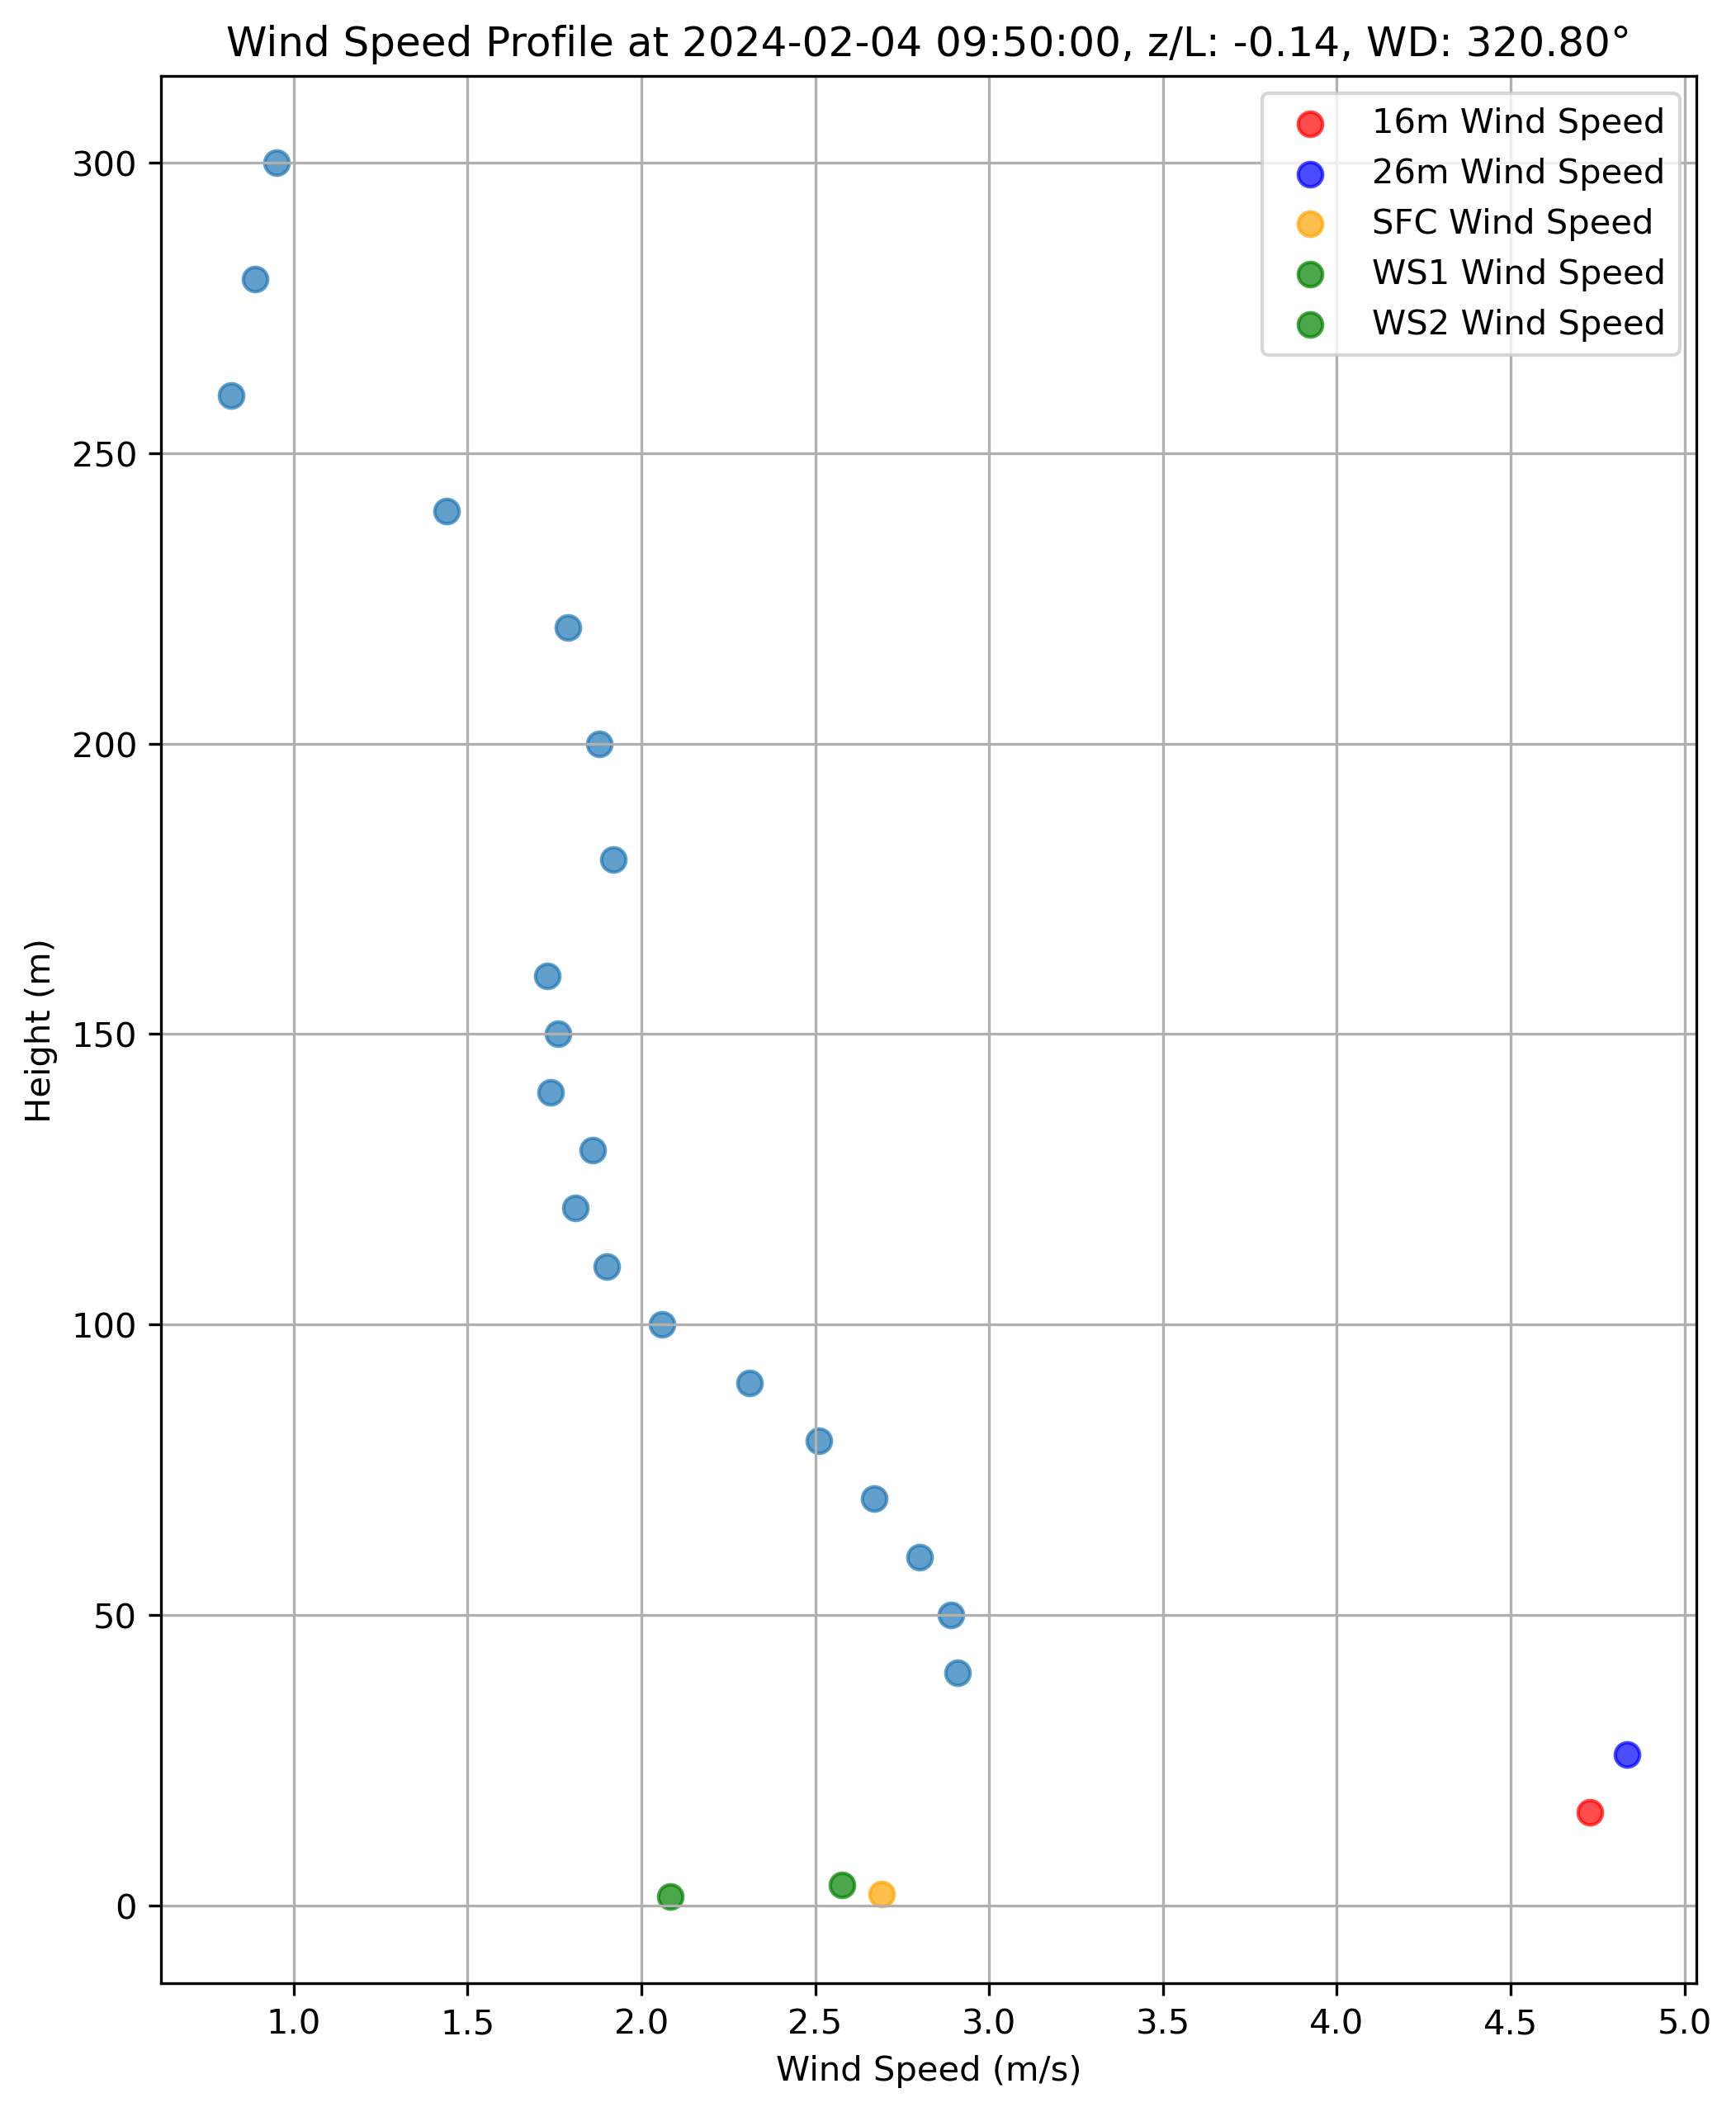 Wind Speed Profile at 2024-02-04 09:50:00, z/L: -0.14, WD: 320.80°
16m Wind Speed
26m Wind Speed
SFC Wind Speed
WS1 Wind Speed
WS2 Wind Speed
300
250
200
150
100
50
0
Height (m)
1.0 1.5 2.0 2.5 3.0 3.5 4.0 4.5 5.0
Wind Speed (m/s)